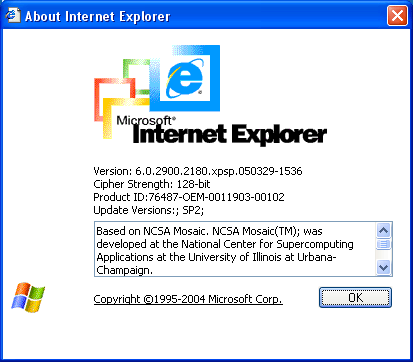 About Internet Explorer
Microsoft®
Internet Explorer
Version: 6.0.2900.2180.xpsp.050329-1536
Cipher Strength: 128-bit
Product ID:76487-OEM-0011903-00102
Update Versions:; SP2;
Based on NCSA Mosaic. NCSA Mosaic(TM); was
developed at the National Center for Supercomputing
Applications at the University of Illinois at Urbana-
Champaign.
Copyright ©1995-2004 Microsoft Corp.
OK